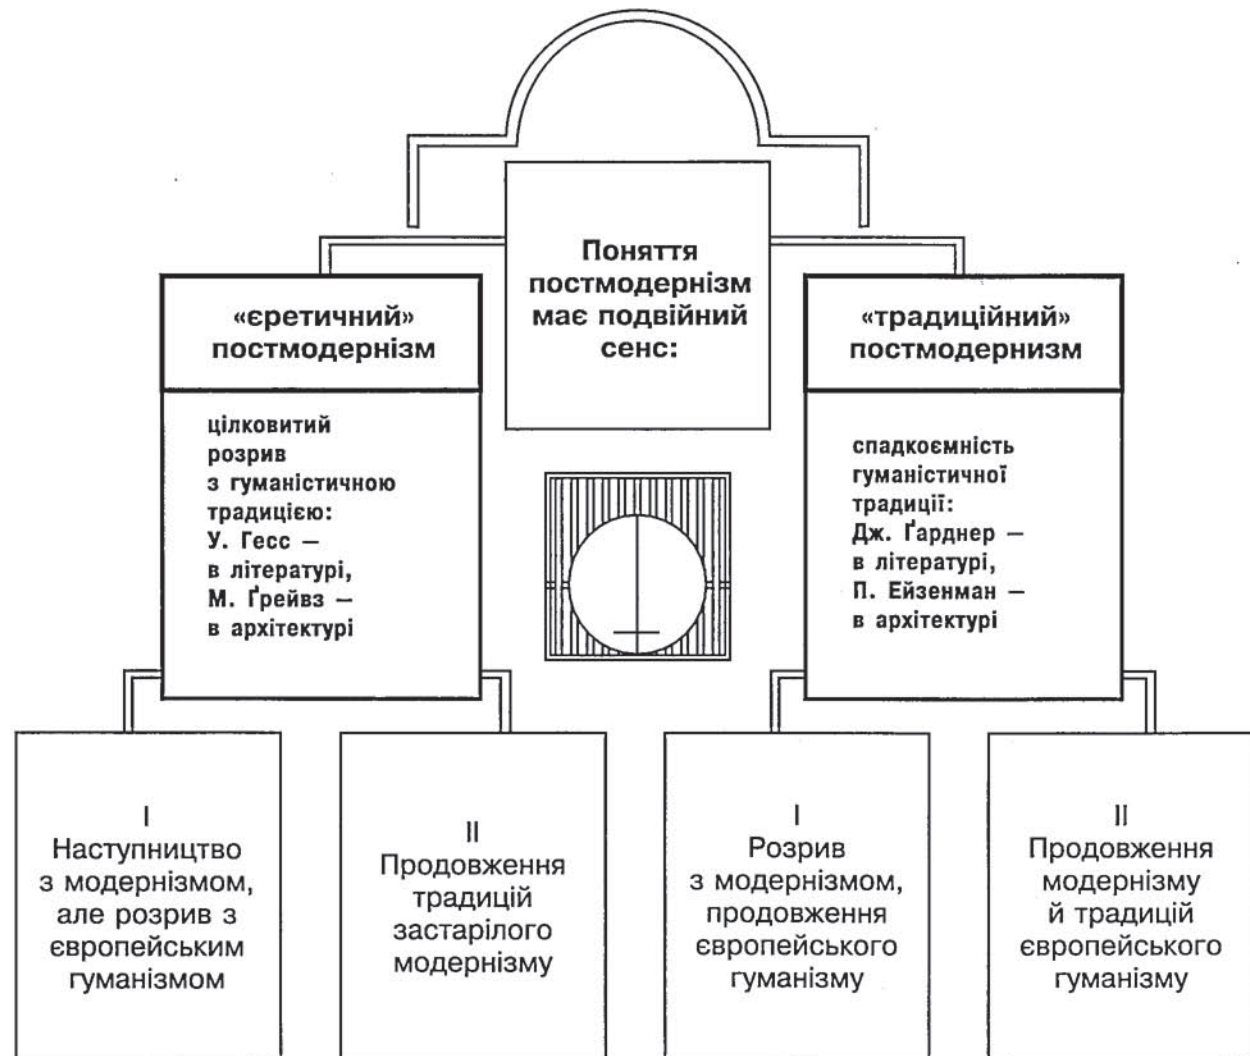 Поняття
постмодернізм
має подвійний
сенс:
«єретичний»
постмодернізм
цілковитий
розрив
з гуманістичною
традицією:
У. Гесс –
в літературі,
М. Ґрейвз –
в архітектурі
«традиційний»
постмодернизм
спадкоємність
гуманістичної
традиції:
Дж. Ґарднер –
в літературі,
П. Ейзенман –
в архітектурі
I
Наступництво
з модернізмом,
але розрив з
європейським
гуманізмом
II
Продовження
традицій
застарілого
модернізму
I
Розрив
з модернізмом,
продовження
європейського
гуманізму
II
Продовження
модернізму
й традицій
європейського
гуманізму